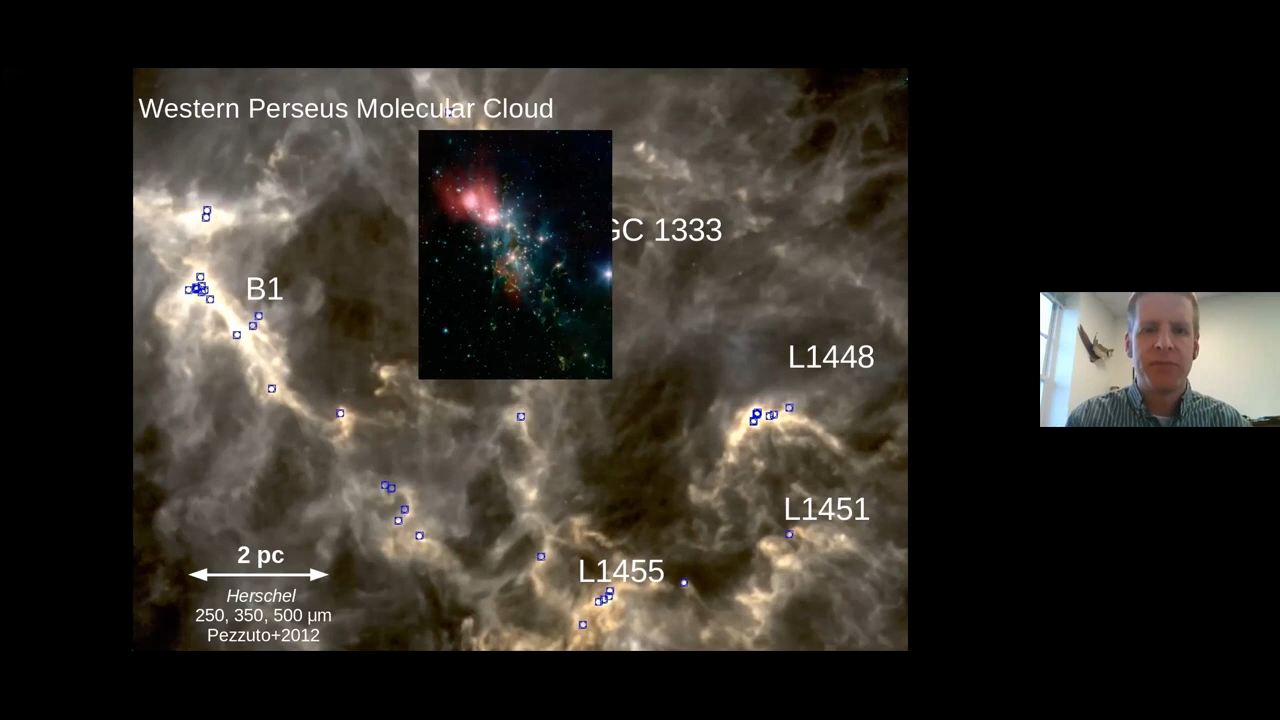 Western Perseus Molecular Cloud
GC 1333
B1
L1448
L1451
2 pc
L1455
Herschel
250, 350, 500 μm
Pezzuto+2012